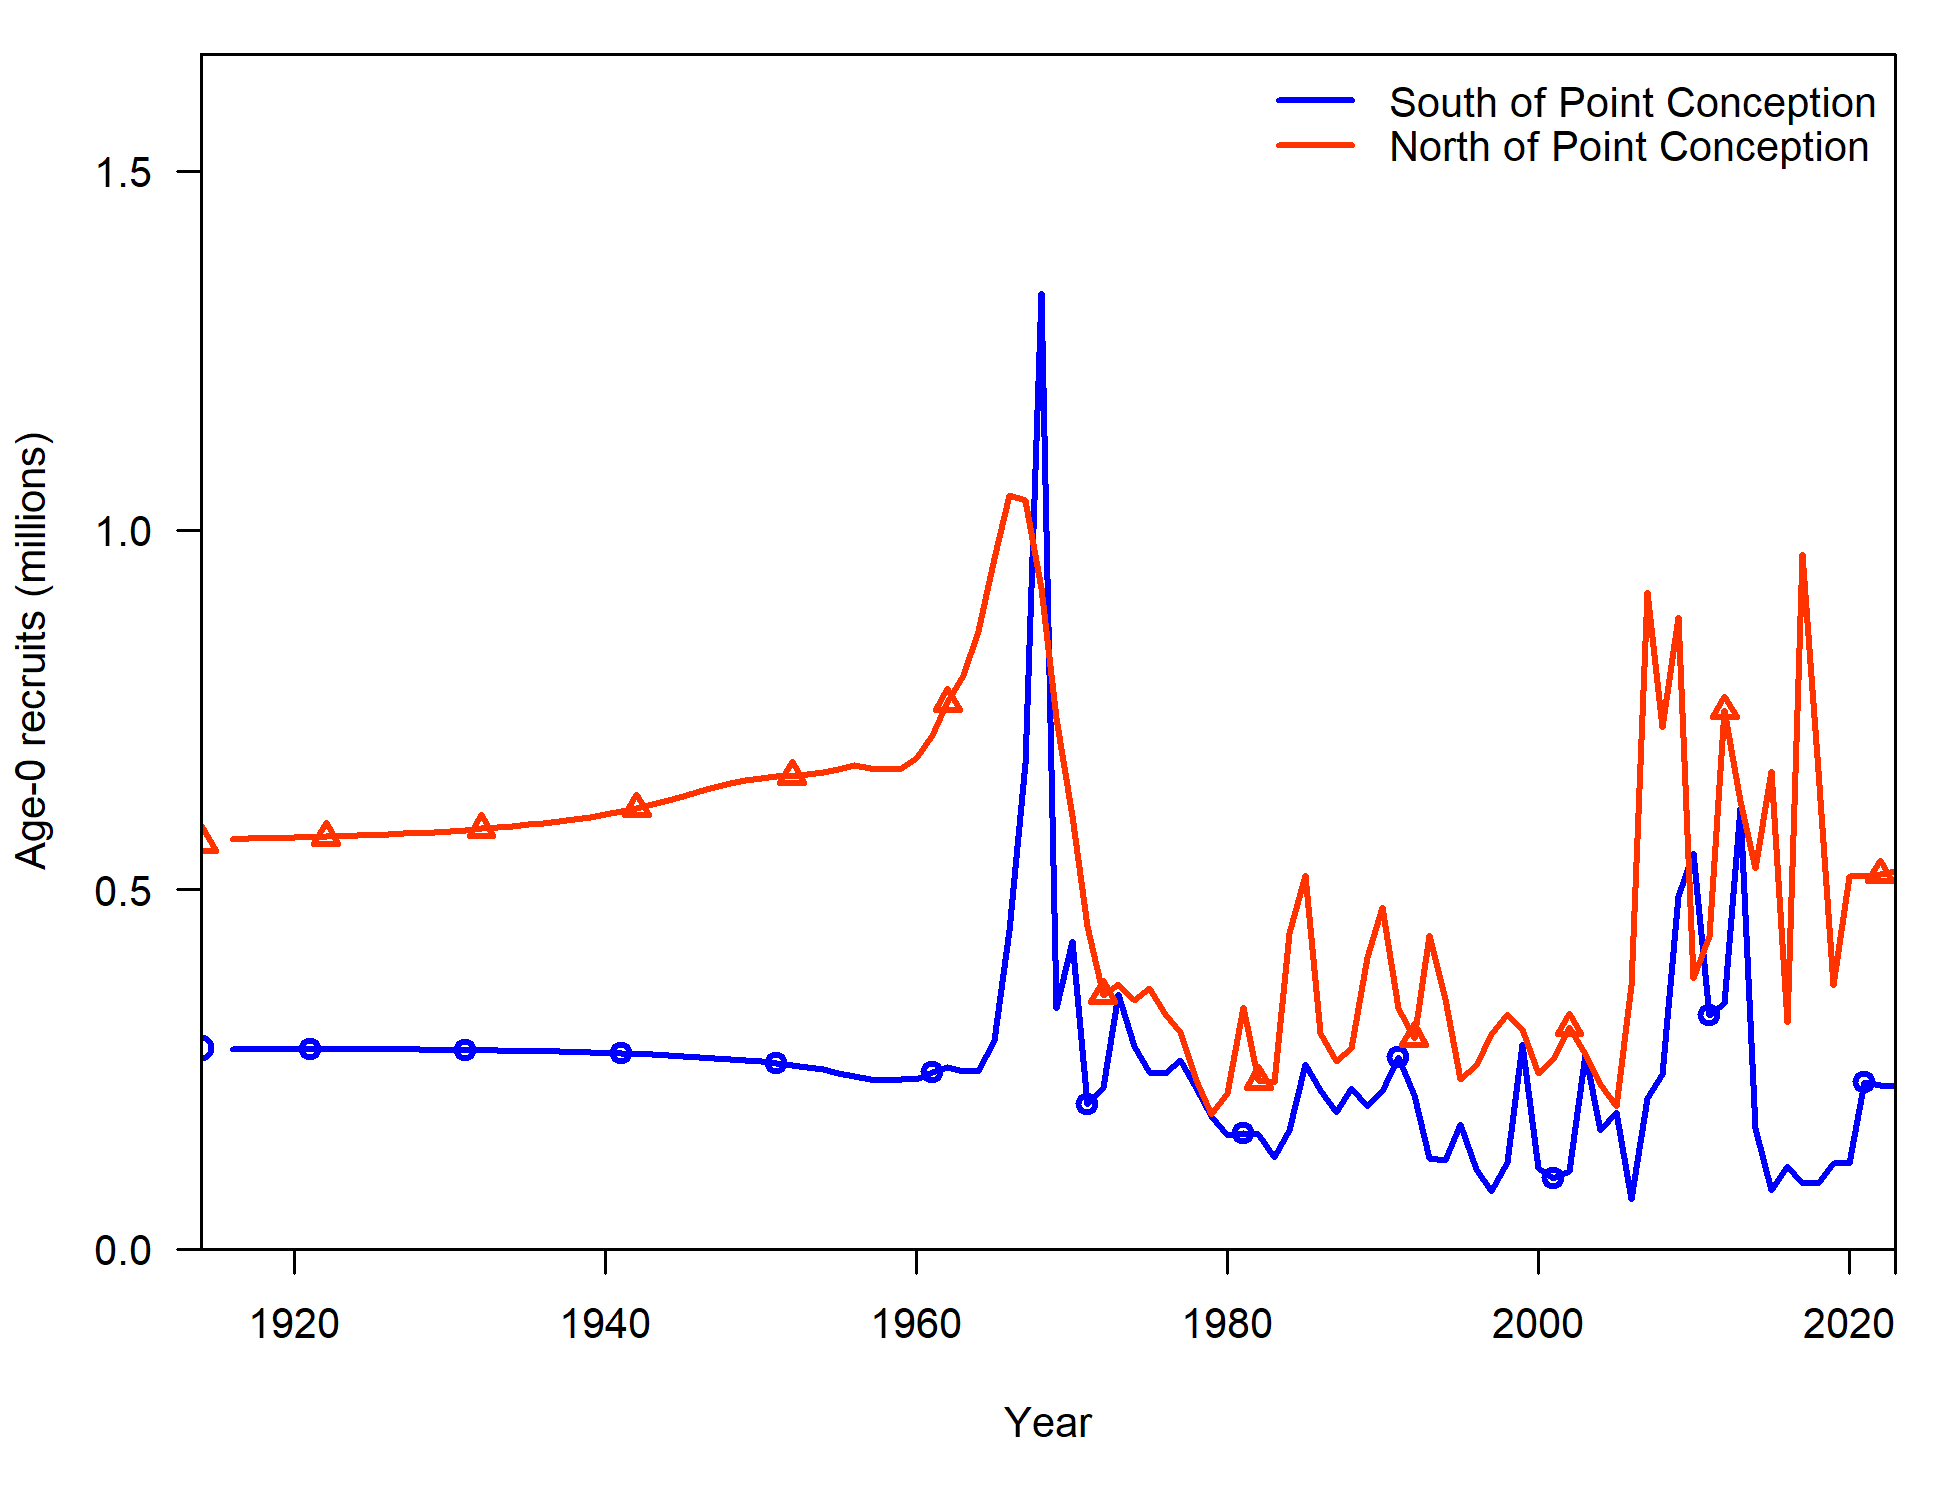 South of Point Conception
North of Point Conception
Age-0 recruits (millions)
1.5
1.0
0.5
0.0
1920 1940 1960 1980 2000 2020
Year